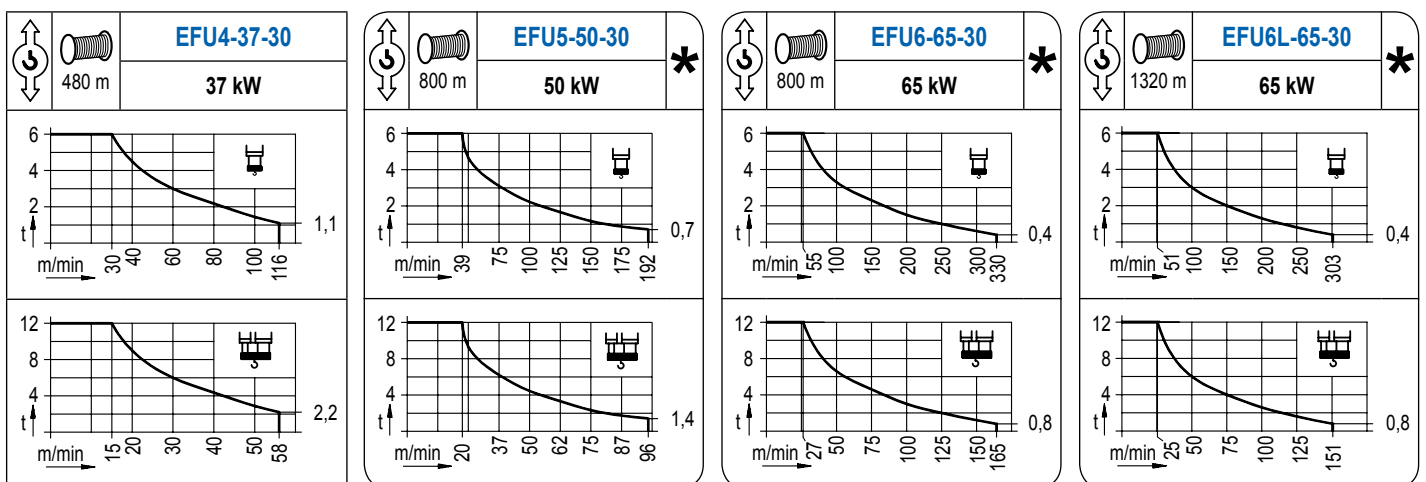 EFU4-37-30
480 m
37 kW
6
4
2
t
1,1
m/min
30 40 60 80 100 116
12
8
4
t
2,2
m/min
15 20 30 40 50 58
EFU5-50-30
*
800 m
50 kW
6
4
2
t
0,7
m/min
39 75 100 125 150 175 192
12
8
4
t
1,4
m/min
20 37 50 62 75 87 96
EFU6-65-30
*
800 m
65 kW
6
4
2
t
0,4
m/min
55 100 150 200 250 300 330
12
8
4
t
0,8
m/min
27 50 75 100 125 150 165
EFU6L-65-30
*
1320 m
65 kW
6
4
2
t
0,4
m/min
51 100 150 200 250 303
12
8
4
t
0,8
m/min
25 50 75 100 125 151